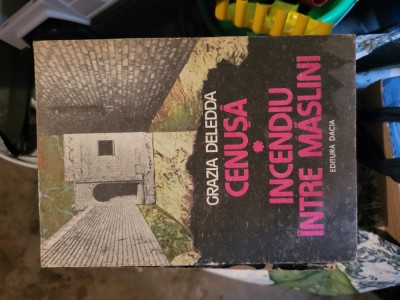 GRAZIA DELEDDA
CENUȘĂ
*
INCENDIU
ÎNTRE MĂSLINI
EDITURA DACIA